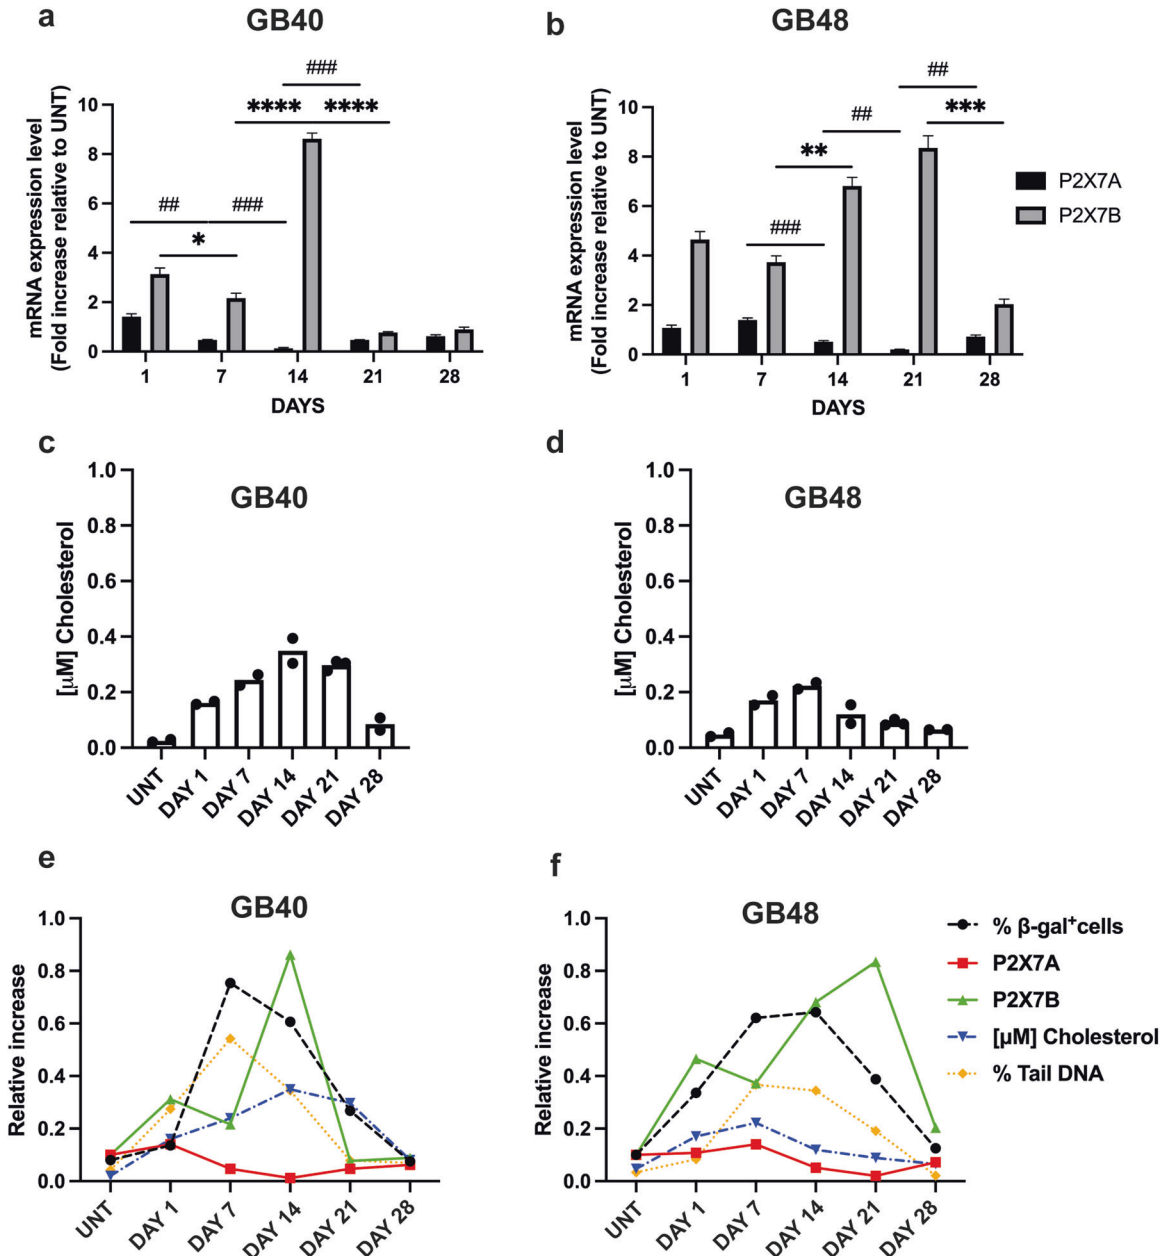 a
GB40
mRNA expression level
(Fold increase relative to UNT)
10
8
6
4
2
0
##
###
*
****
****
###
1
7
14
21
28
DAYS
b
GB48
mRNA expression level
(Fold increase relative to UNT)
10
8
6
4
2
0
###
**
##
##
***
1
7
14
21
28
DAYS
P2X7A
P2X7B
c
GB40
[µM] Cholesterol
1.0
0.8
0.6
0.4
0.2
0.0
UNT
DAY 1
DAY 7
DAY 14
DAY 21
DAY 28
d
GB48
[µM] Cholesterol
1.0
0.8
0.6
0.4
0.2
0.0
UNT
DAY 1
DAY 7
DAY 14
DAY 21
DAY 28
e
GB40
Relative increase
1.0
0.8
0.6
0.4
0.2
0.0
UNT
DAY 1
DAY 7
DAY 14
DAY 21
DAY 28
f
GB48
Relative increase
1.0
0.8
0.6
0.4
0.2
0.0
UNT
DAY 1
DAY 7
DAY 14
DAY 21
DAY 28
% β-gal⁺cells
P2X7A
P2X7B
[µM] Cholesterol
% Tail DNA